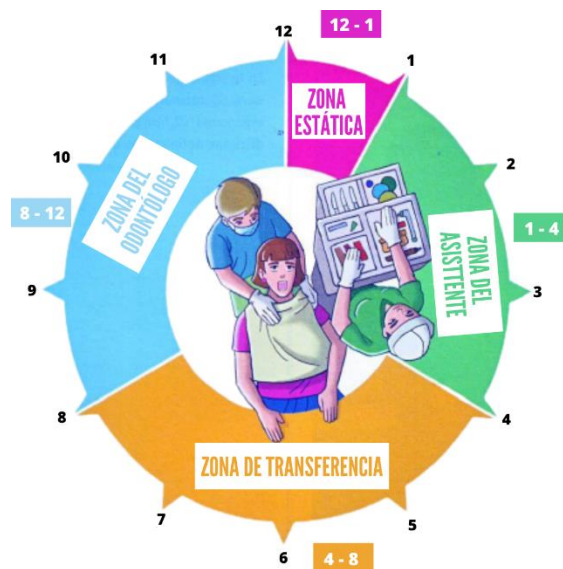 12 - 1
12
11
1
ZONA
ESTÁTICA
10
2
ZONA DEL
ODONTÓLOGO
8 - 12
1 - 4
ZONA DEL
ASISTTENTE
9
3
8
4
ZONA DE TRANSFERENCIA
7
5
6
4 - 8